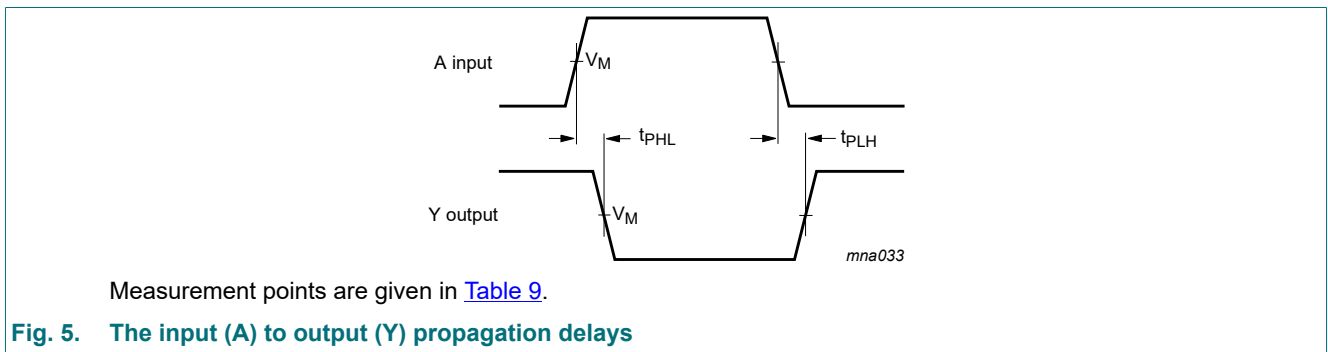 A input
V_M
t_PHL
t_PLH
Y output
V_M
mna033
Measurement points are given in Table 9.
Fig. 5. The input (A) to output (Y) propagation delays